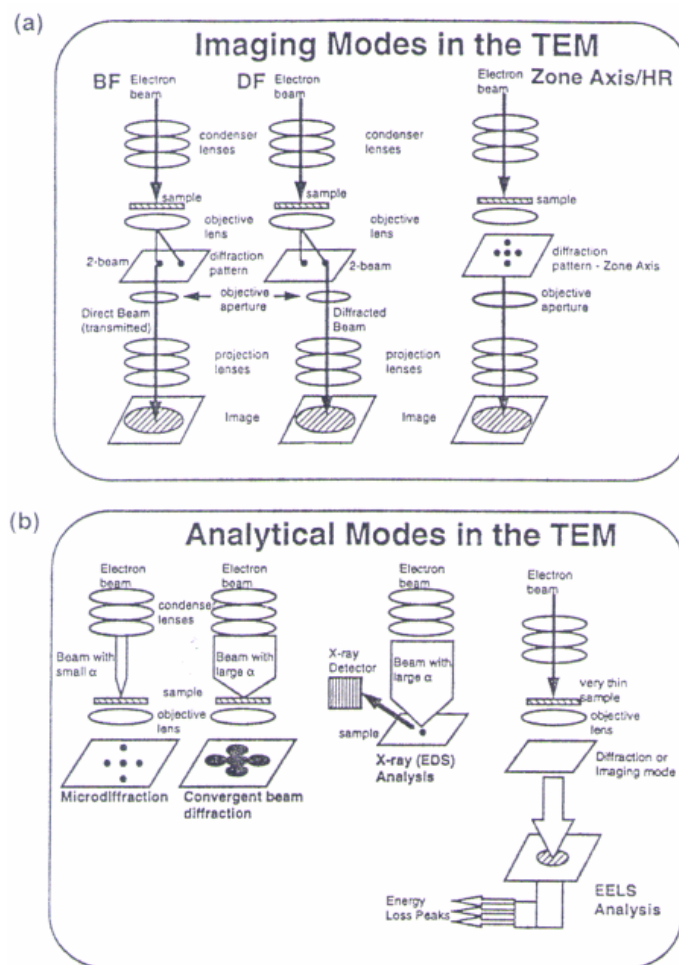 (a)
Imaging Modes in the TEM
BF
Electron
beam
DF
Electron
beam
Electron
beam
Zone Axis/HR
condenser
lenses
condenser
lenses
sample
sample
sample
objective
lens
objective
lens
2-beam
diffraction
pattern
2-beam
diffraction
pattern - Zone Axis
objective
aperture
objective
aperture
Direct Beam
(transmitted)
Diffracted
Beam
projection
lenses
projection
lenses
Image
Image
(b)
Analytical Modes in the TEM
Electron
beam
Electron
beam
Electron
beam
Electron
beam
condenser
lenses
Beam with
small α
Beam with
large α
X-ray
Detector
Beam with
large α
sample
objective
lens
sample
very thin
sample
objective
lens
X-ray (EDS)
Analysis
Diffraction or
Imaging mode
Microdiffraction
Convergent beam
diffraction
EELS
Analysis
Energy
Loss Peaks